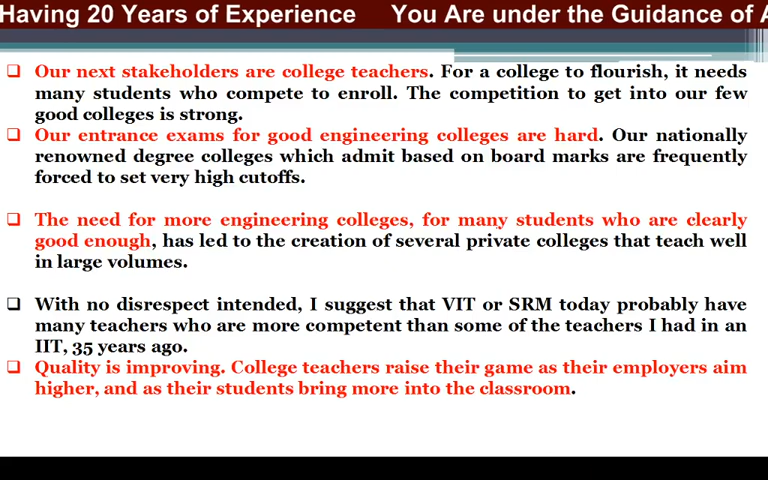 Having 20 Years of Experience You Are under the Guidance of
❑ Our next stakeholders are college teachers. For a college to flourish, it needs
many students who compete to enroll. The competition to get into our few
good colleges is strong.
❑ Our entrance exams for good engineering colleges are hard. Our nationally
renowned degree colleges which admit based on board marks are frequently
forced to set very high cutoffs.
❑ The need for more engineering colleges, for many students who are clearly
good enough, has led to the creation of several private colleges that teach well
in large volumes.
❑ With no disrespect intended, I suggest that VIT or SRM today probably have
many teachers who are more competent than some of the teachers I had in an
IIT, 35 years ago.
❑ Quality is improving. College teachers raise their game as their employers aim
higher, and as their students bring more into the classroom.